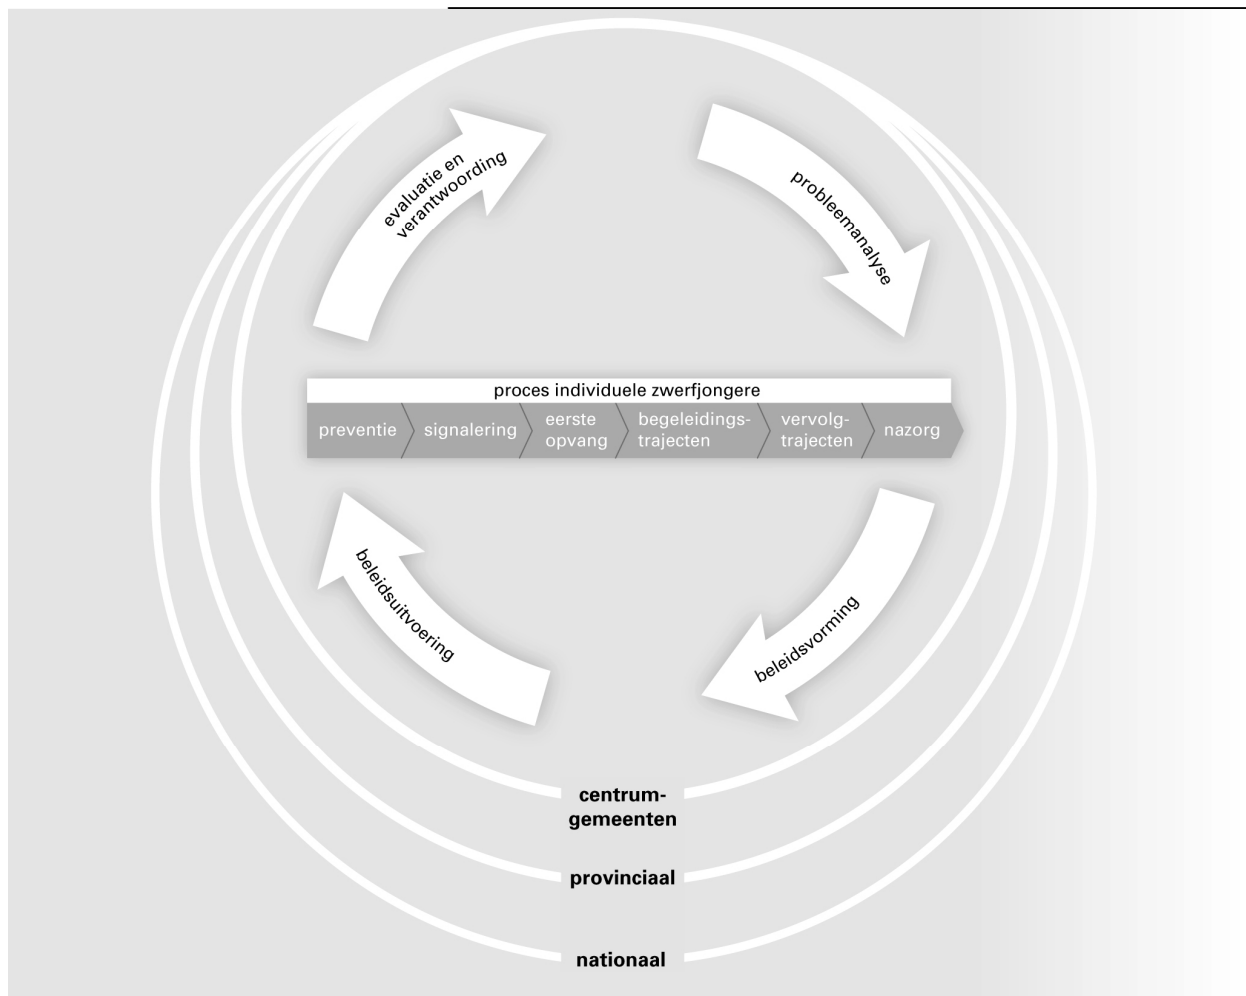 evaluatie en
verantwoording
probleemanalyse
proces individuele zwerfjongere
preventie
signalering
eerste
opvang
begeleidings-
trajecten
vervolg-
trajecten
nazorg
beleidsuitvoering
beleidsvorming
centrum-
gemeenten
provinciaal
nationaal